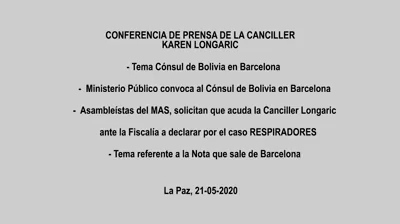 CONFERENCIA DE PRENSA DE LA CANCILLER
KAREN LONGARIC
- Tema Cónsul de Bolivia en Barcelona
- Ministerio Público convoca al Cónsul de Bolivia en Barcelona
- Asambleístas del MAS, solicitan que acuda la Canciller Longaric
ante la Fiscalía a declarar por el caso RESPIRADORES
- Tema referente a la Nota que sale de Barcelona
La Paz, 21-05-2020